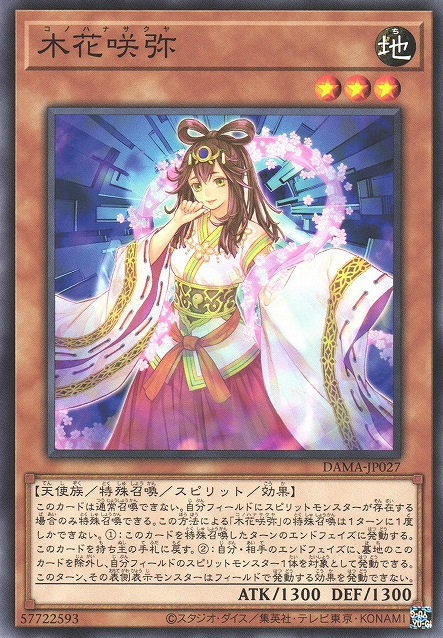 コノハナサクヤ
木花咲弥
ち
地
DAMA-JP027
【天使族／特殊召喚／スピリット／効果】
このカードは通常召喚できない。自分フィールドにスピリットモンスターが存在する
場合のみ特殊召喚できる。この方法による「木花咲弥」の特殊召喚は１ターンに１度
しかできない。①：このカードを特殊召喚したターンのエンドフェイズに発動する。
このカードを持ち主の手札に戻す。②：自分・相手のエンドフェイズに、墓地のこの
カードを除外し、自分フィールドのスピリットモンスター１体を対象として発動できる。
このターン、その表側表示モンスターはフィールドで発動する効果を発動できない。
ATK/1300 DEF/1300
57722593
©スタジオ・ダイス／集英社・テレビ東京・KONAMI